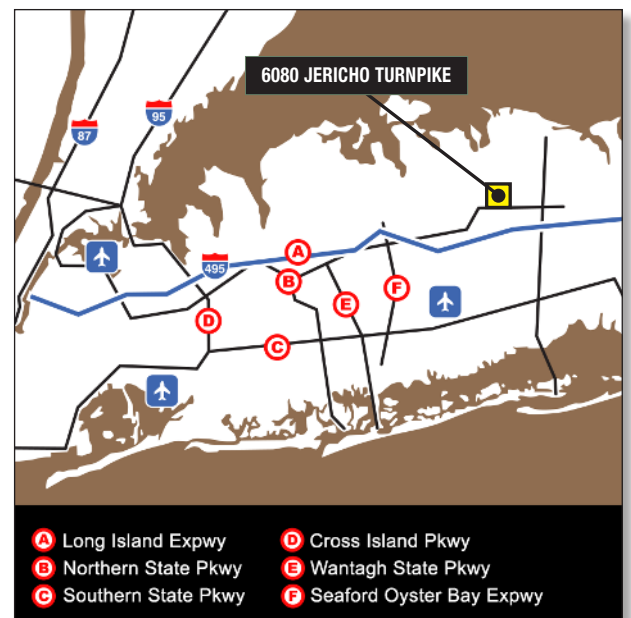 6080 JERICHO TURNPIKE
95
87
A
495
B
F
E
D
C
A Long Island Expwy
B Northern State Pkwy
C Southern State Pkwy
D Cross Island Pkwy
E Wantagh State Pkwy
F Seaford Oyster Bay Expwy